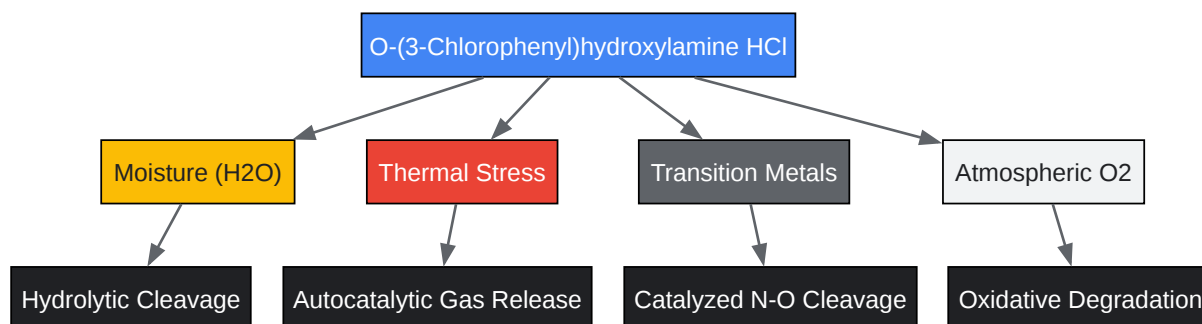 O-(3-Chlorophenyl)hydroxylamine HCl
Moisture (H2O)
Thermal Stress
Transition Metals
Atmospheric O2
Hydrolytic Cleavage
Autocatalytic Gas Release
Catalyzed N-O Cleavage
Oxidative Degradation